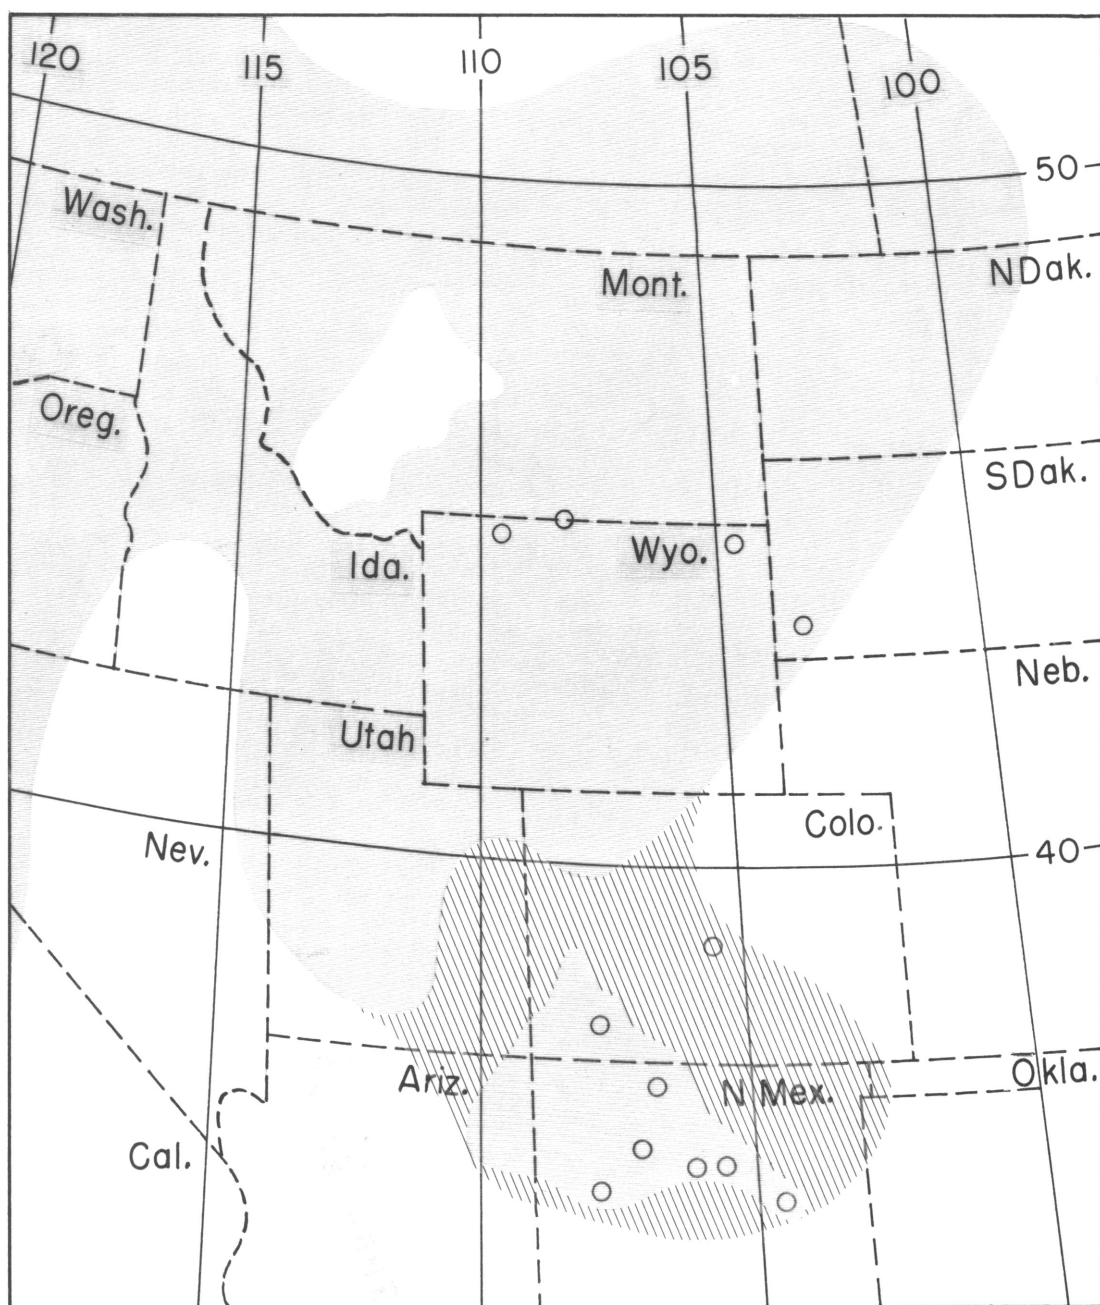 120
115
110
105
100
50
Wash.
Mont.
NDak.
Oreg.
SDak.
Ida.
Wyo.
Neb.
Utah
Nev.
Colo.
40
Ariz.
N Mex.
Okla.
Cal.